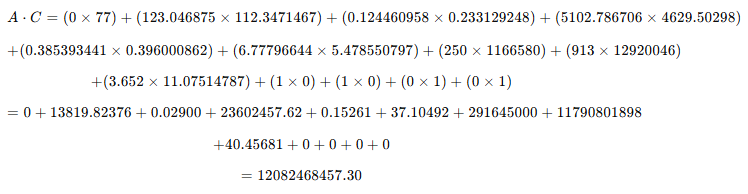 A · C = (0 × 77) + (123.046875 × 112.3471467) + (0.124460958 × 0.233129248) + (5102.786706 × 4629.50298)
+(0.385393441 × 0.396000862) + (6.77796644 × 5.478550797) + (250 × 1166580) + (913 × 12920046)
+(3.652 × 11.07514787) + (1 × 0) + (1 × 0) + (0 × 1) + (0 × 1)
= 0 + 13819.82376 + 0.02900 + 23602457.62 + 0.15261 + 37.10492 + 291645000 + 11790801898
+40.45681 + 0 + 0 + 0 + 0
= 12082468457.30